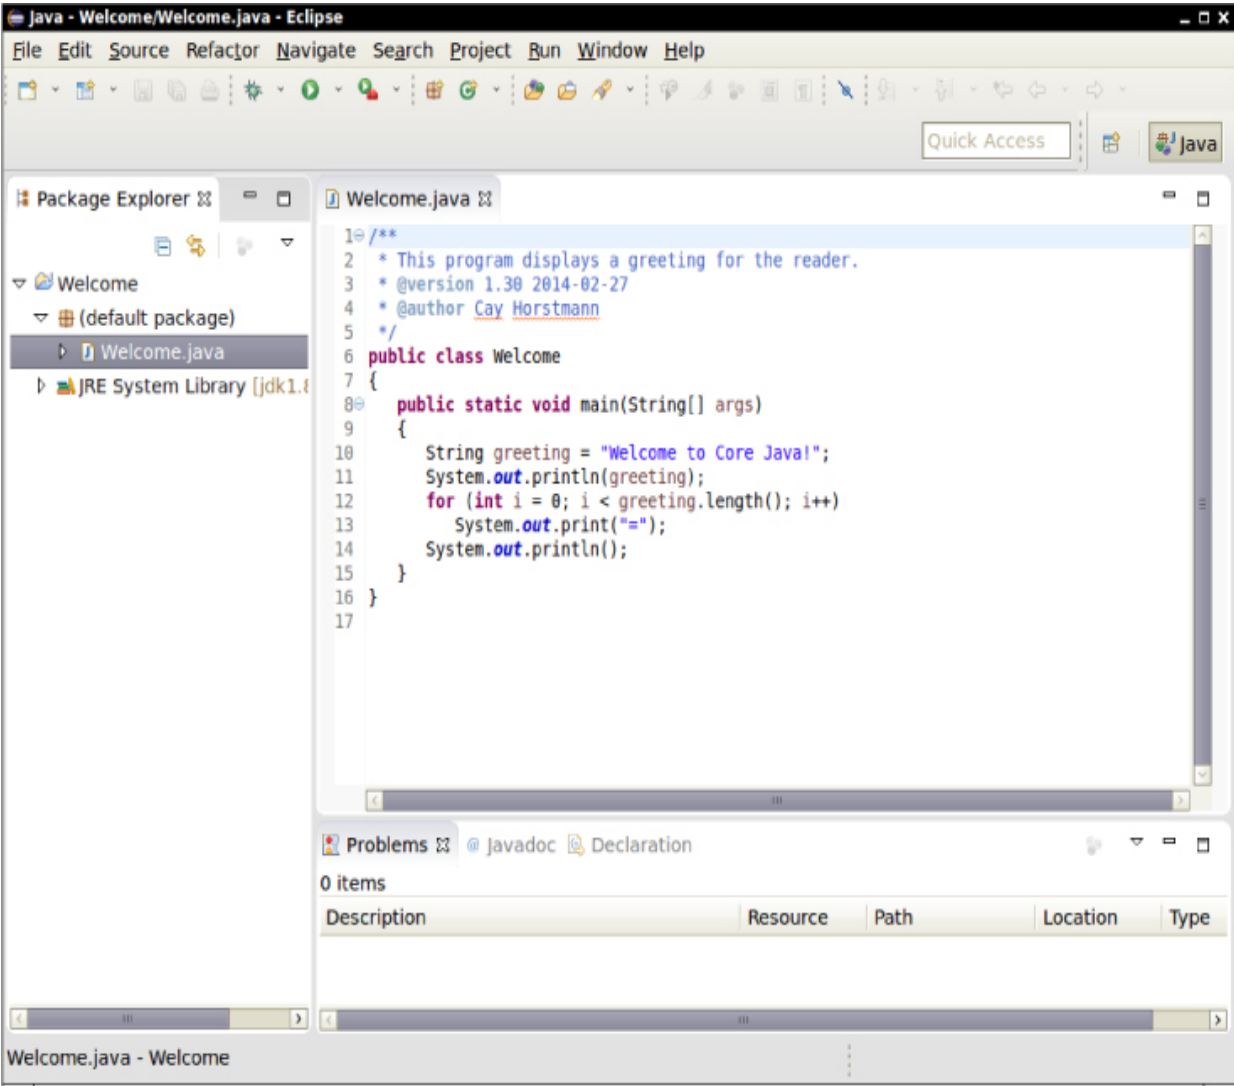 Java - Welcome/Welcome.java - Eclipse
File Edit Source Refactor Navigate Search Project Run Window Help
Quick Access
Java
Package Explorer
Welcome
(default package)
Welcome.java
JRE System Library [jdk1.8
Welcome.java
1 /**
2  * This program displays a greeting for the reader.
3  * @version 1.30 2014-02-27
4  * @author Cay Horstmann
5  */
6 public class Welcome
7 {
8    public static void main(String[] args)
9    {
10       String greeting = "Welcome to Core Java!";
11       System.out.println(greeting);
12       for (int i = 0; i < greeting.length(); i++)
13          System.out.print("=");
14       System.out.println();
15    }
16 }
17
Problems @ Javadoc Declaration
0 items
Description Resource Path Location Type
Welcome.java - Welcome